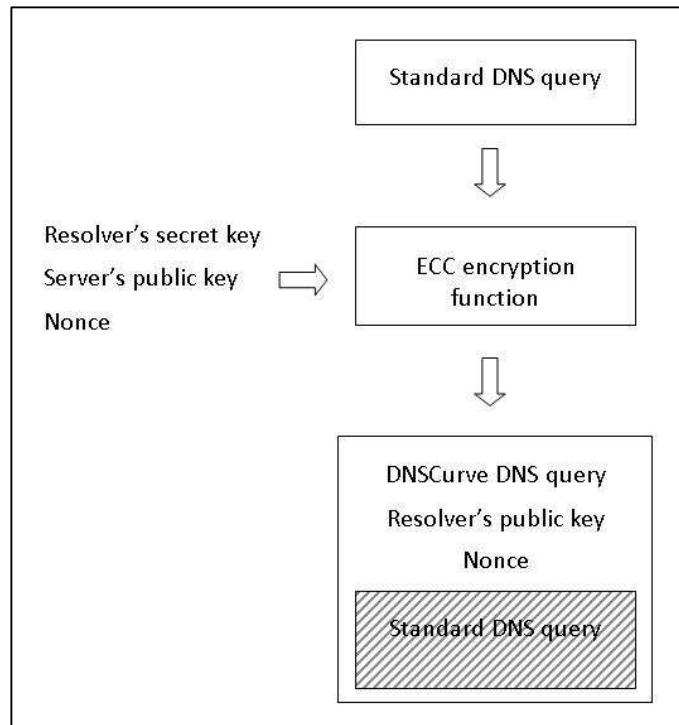 Standard DNS query
Resolver's secret key
Server's public key
Nonce
ECC encryption
function
DNSCurve DNS query
Resolver's public key
Nonce
Standard DNS query